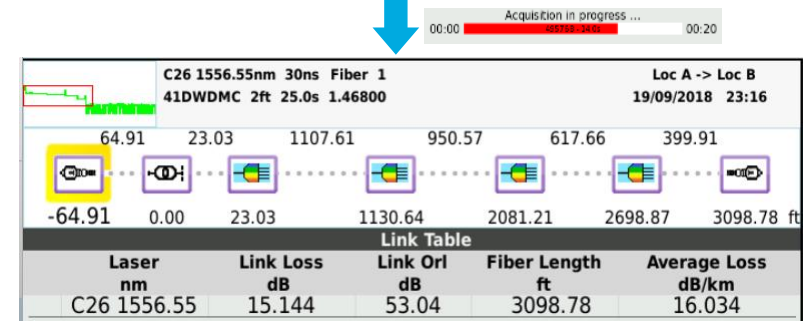 Acquisition in progress ...
00:00 00:20
C26 1556.55nm 30ns Fiber 1 Loc A -> Loc B
41DWDMC 2ft 25.0s 1.46800 19/09/2018 23:16
64.91 23.03 1107.61 950.57 617.66 399.91
-64.91 0.00 23.03 1130.64 2081.21 2698.87 3098.78 ft
Link Table
Laser Link Loss Link Orl Fiber Length Average Loss
nm dB dB ft dB/km
C26 1556.55 15.144 53.04 3098.78 16.034